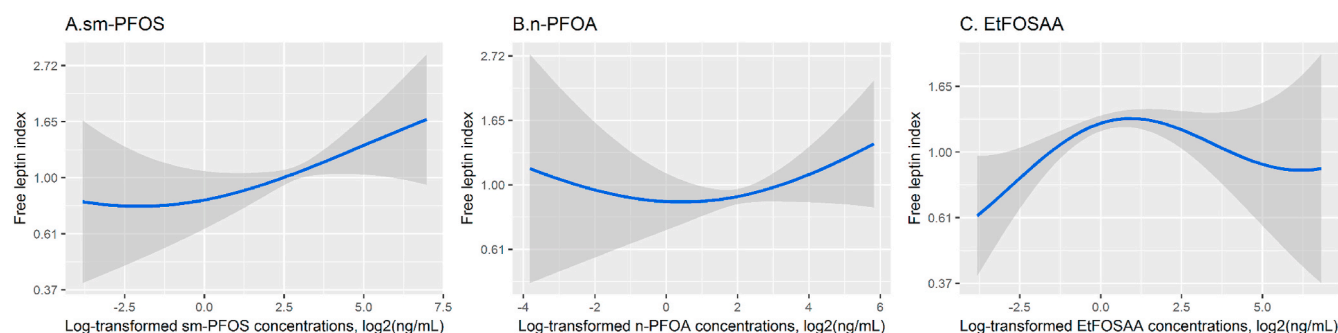 A.sm-PFOS
2.72
1.65
1.00
0.61
0.37
Free leptin index
-2.5 0.0 2.5 5.0 7.5
Log-transformed sm-PFOS concentrations, log2(ng/mL)
B.n-PFOA
2.72
1.65
1.00
0.61
Free leptin index
-4 -2 0 2 4 6
Log-transformed n-PFOA concentrations, log2(ng/mL)
C. EtFOSAA
1.65
1.00
0.61
0.37
Free leptin index
-2.5 0.0 2.5 5.0
Log-transformed EtFOSAA concentrations, log2(ng/mL)